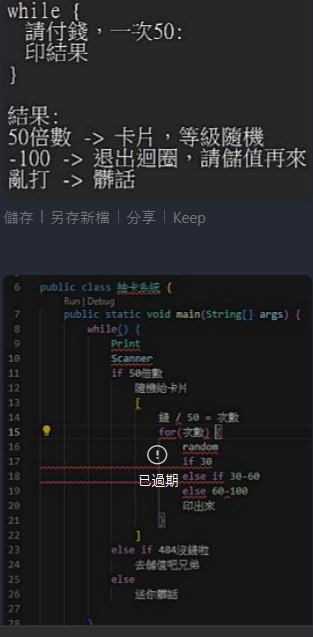 while {
請付錢，一次50:
印結果
}
結果:
50倍數 -> 卡片，等級隨機
-100 -> 退出迴圈，請儲值再來
亂打 -> 髒話
儲存｜另存新檔｜分享｜Keep
6 public class 抽卡系統 {
Run | Debug
7 public static void main(String[] args) {
8 while() {
9 Print
10 Scanner
11 if 50倍數
12 隨機給卡片
13 [
14 錢 / 50 = 次數
15 for(次數) {
16 random
17 if 30
18 else if 30-60
19 else 60-100
20 印出來
21 }
22 ]
23 else if 484沒錢啦
24 去儲值吧兄弟
25 else
26 送你髒話
27
28 }
已過期